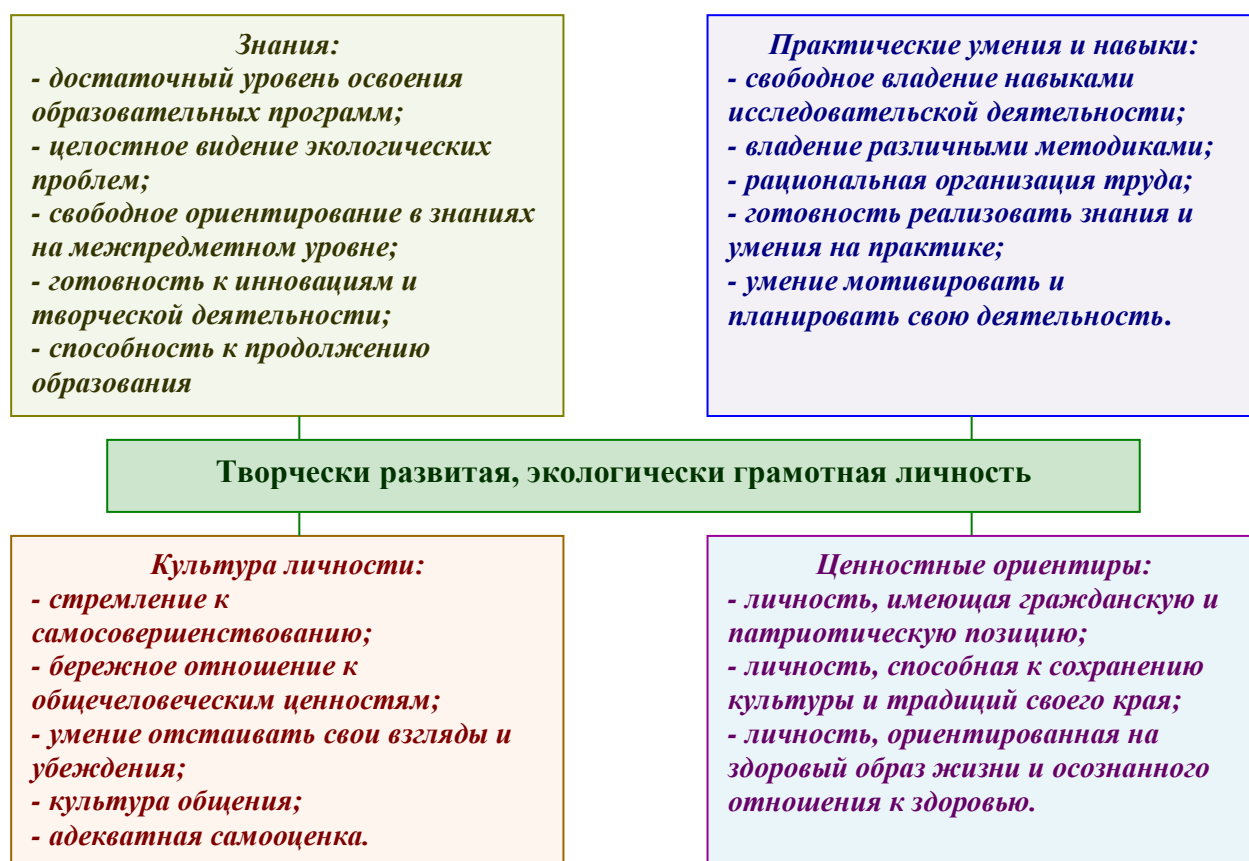 Знания:
- достаточный уровень освоения
образовательных программ;
- целостное видение экологических
проблем;
- свободное ориентирование в знаниях
на межпредметном уровне;
- готовность к инновациям и
творческой деятельности;
- способность к продолжению
образования
Практические умения и навыки:
- свободное владение навыками
исследовательской деятельности;
- владение различными методиками;
- рациональная организация труда;
- готовность реализовать знания и
умения на практике;
- умение мотивировать и
планировать свою деятельность.
Творчески развитая, экологически грамотная личность
Культура личности:
- стремление к
самосовершенствованию;
- бережное отношение к
общечеловеческим ценностям;
- умение отстаивать свои взгляды и
убеждения;
- культура общения;
- адекватная самооценка.
Ценностные ориентиры:
- личность, имеющая гражданскую и
патриотическую позицию;
- личность, способная к сохранению
культуры и традиций своего края;
- личность, ориентированная на
здоровый образ жизни и осознанного
отношения к здоровью.